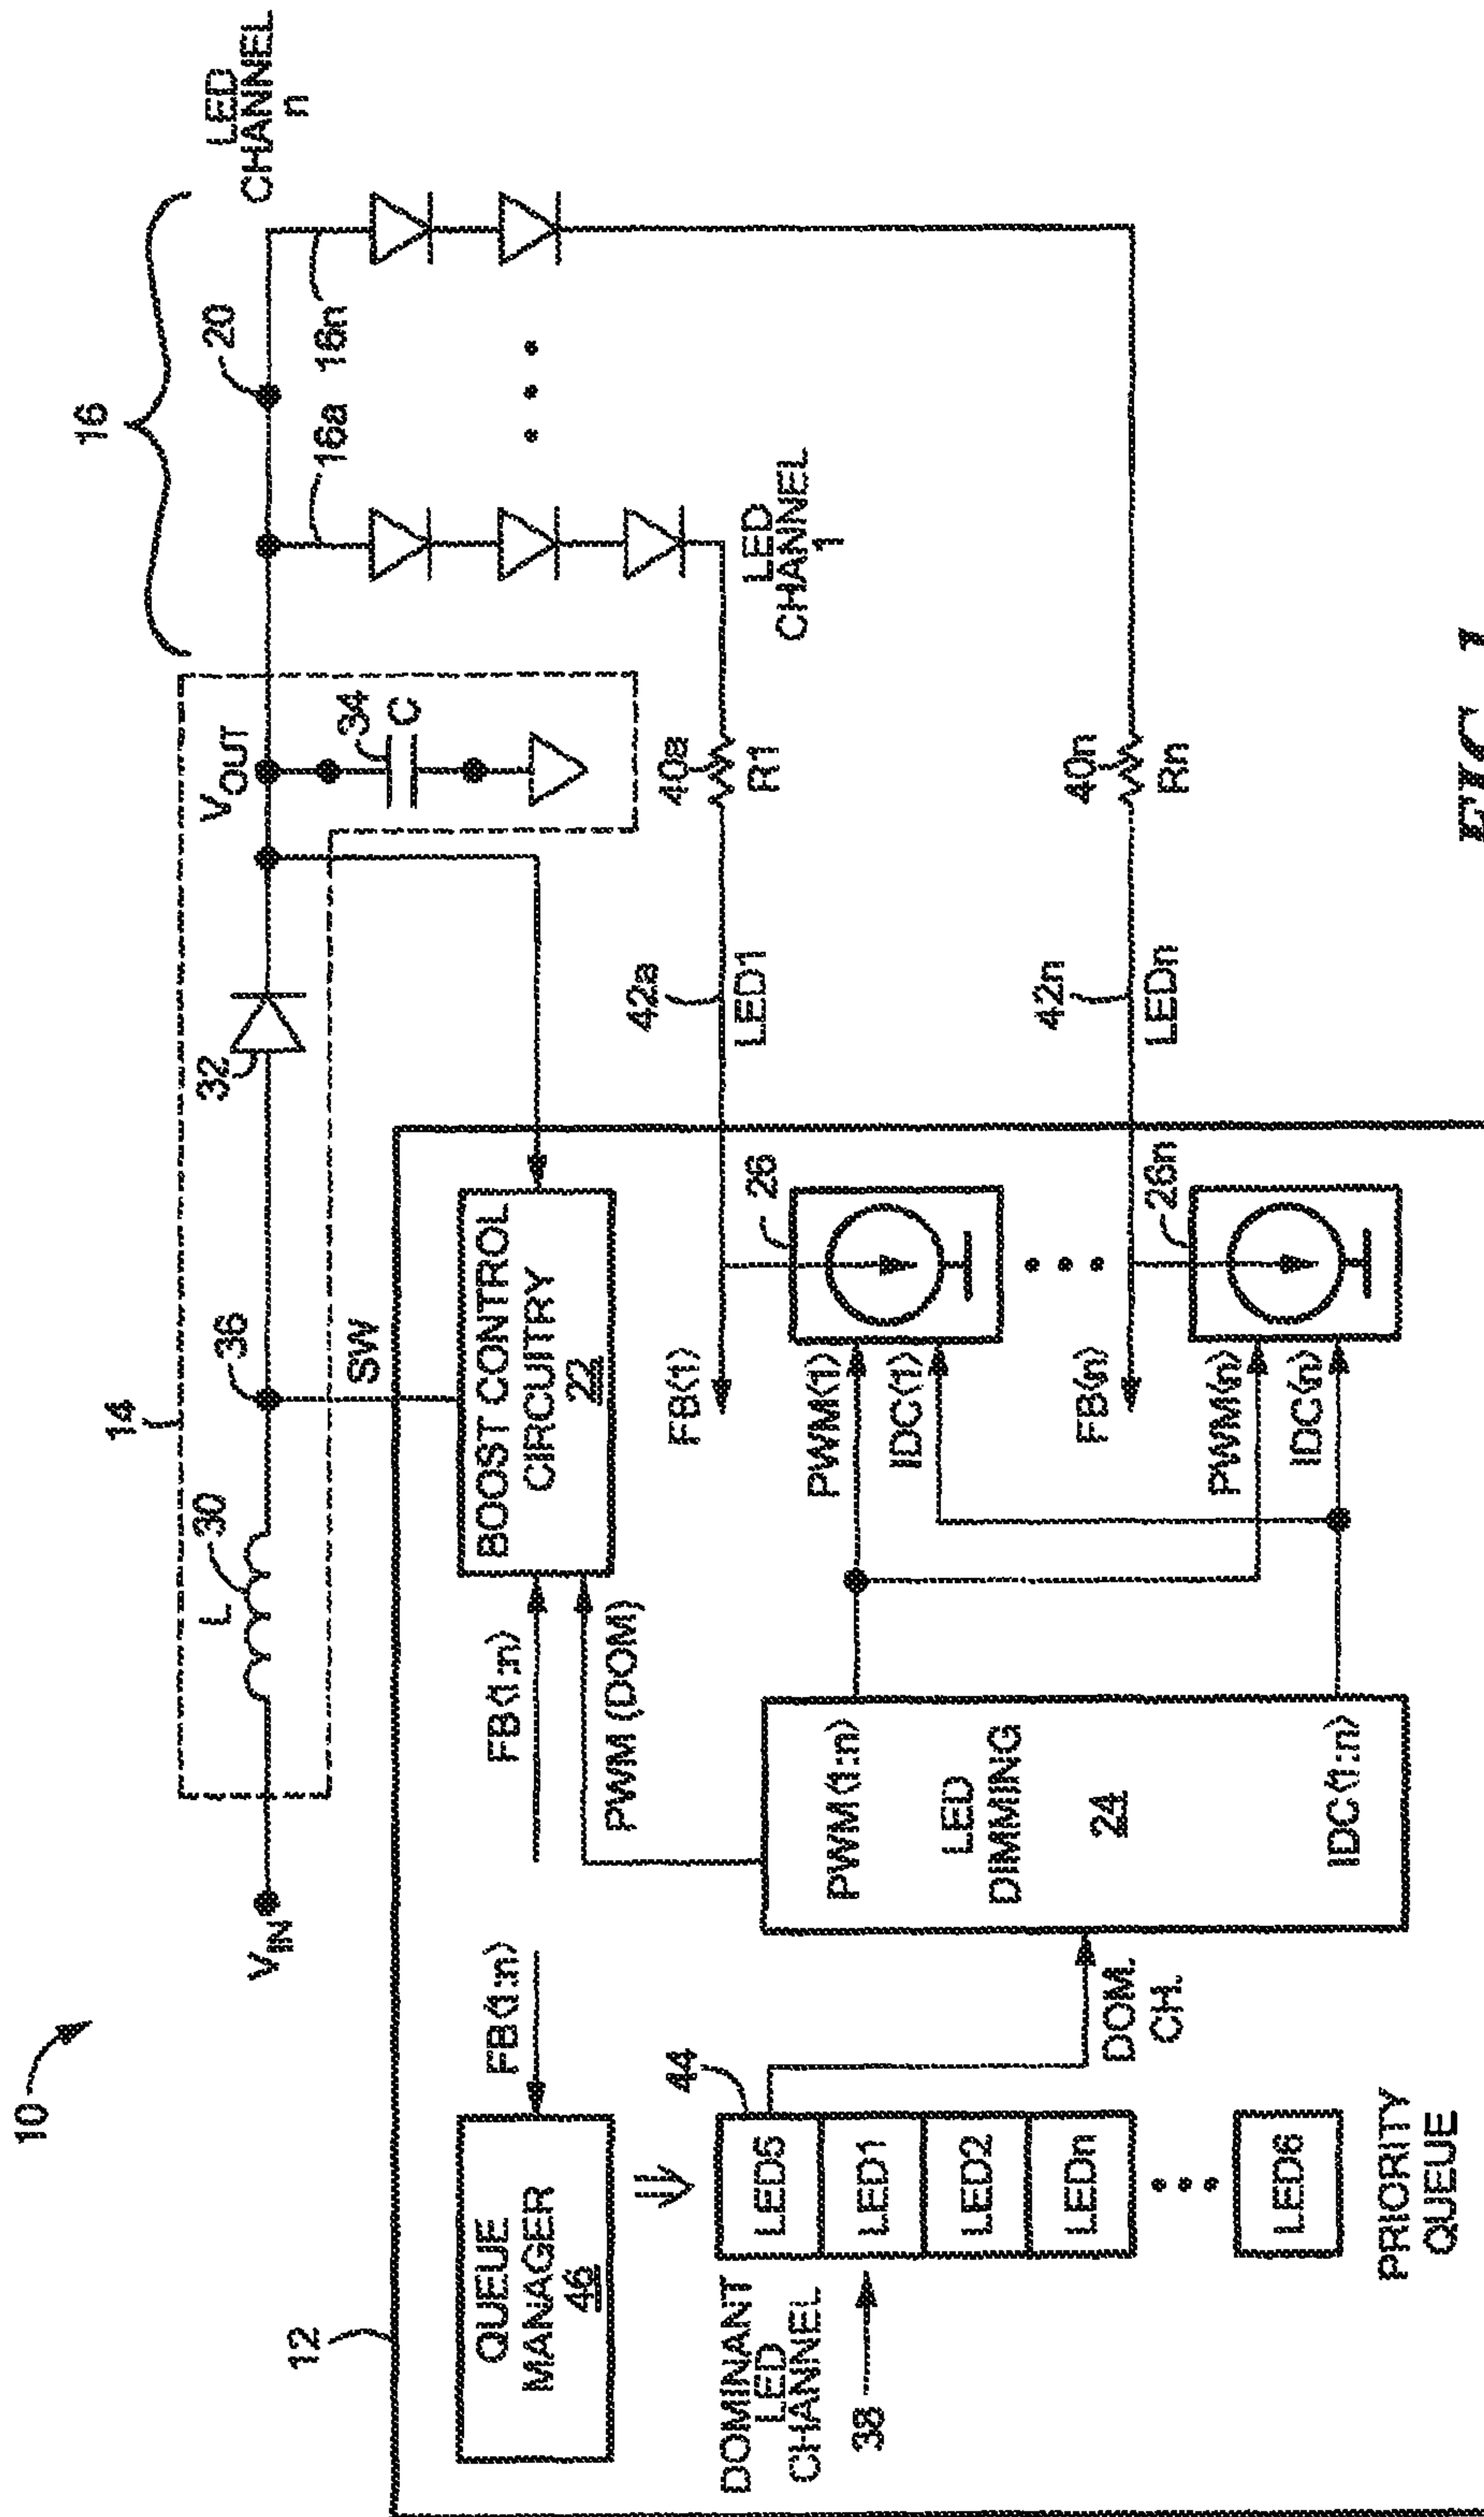 10
14
16
LED
CHANNEL
n
L
30
36
32
VOUT
34
C
20
VIN
SW
16a
16n
12
QUEUE
MANAGER
46
FB(1:n)
FB(1:n)
PWM (DOM)
BOOST CONTROL
CIRCUITRY
22
LED
CHANNEL
1
42a
LED1
40a
R1
DOMINANT
LED
CHANNEL
38
44
LED5
LED1
LED2
LEDn
LED6
PRIORITY
QUEUE
DOM.
CH.
PWM(1:n)
LED
DIMMING
24
IDC(1:n)
FB(1)
PWM(1)
IDC(1)
26
FB(n)
PWM(n)
IDC(n)
26n
42n
LEDn
40n
Rn